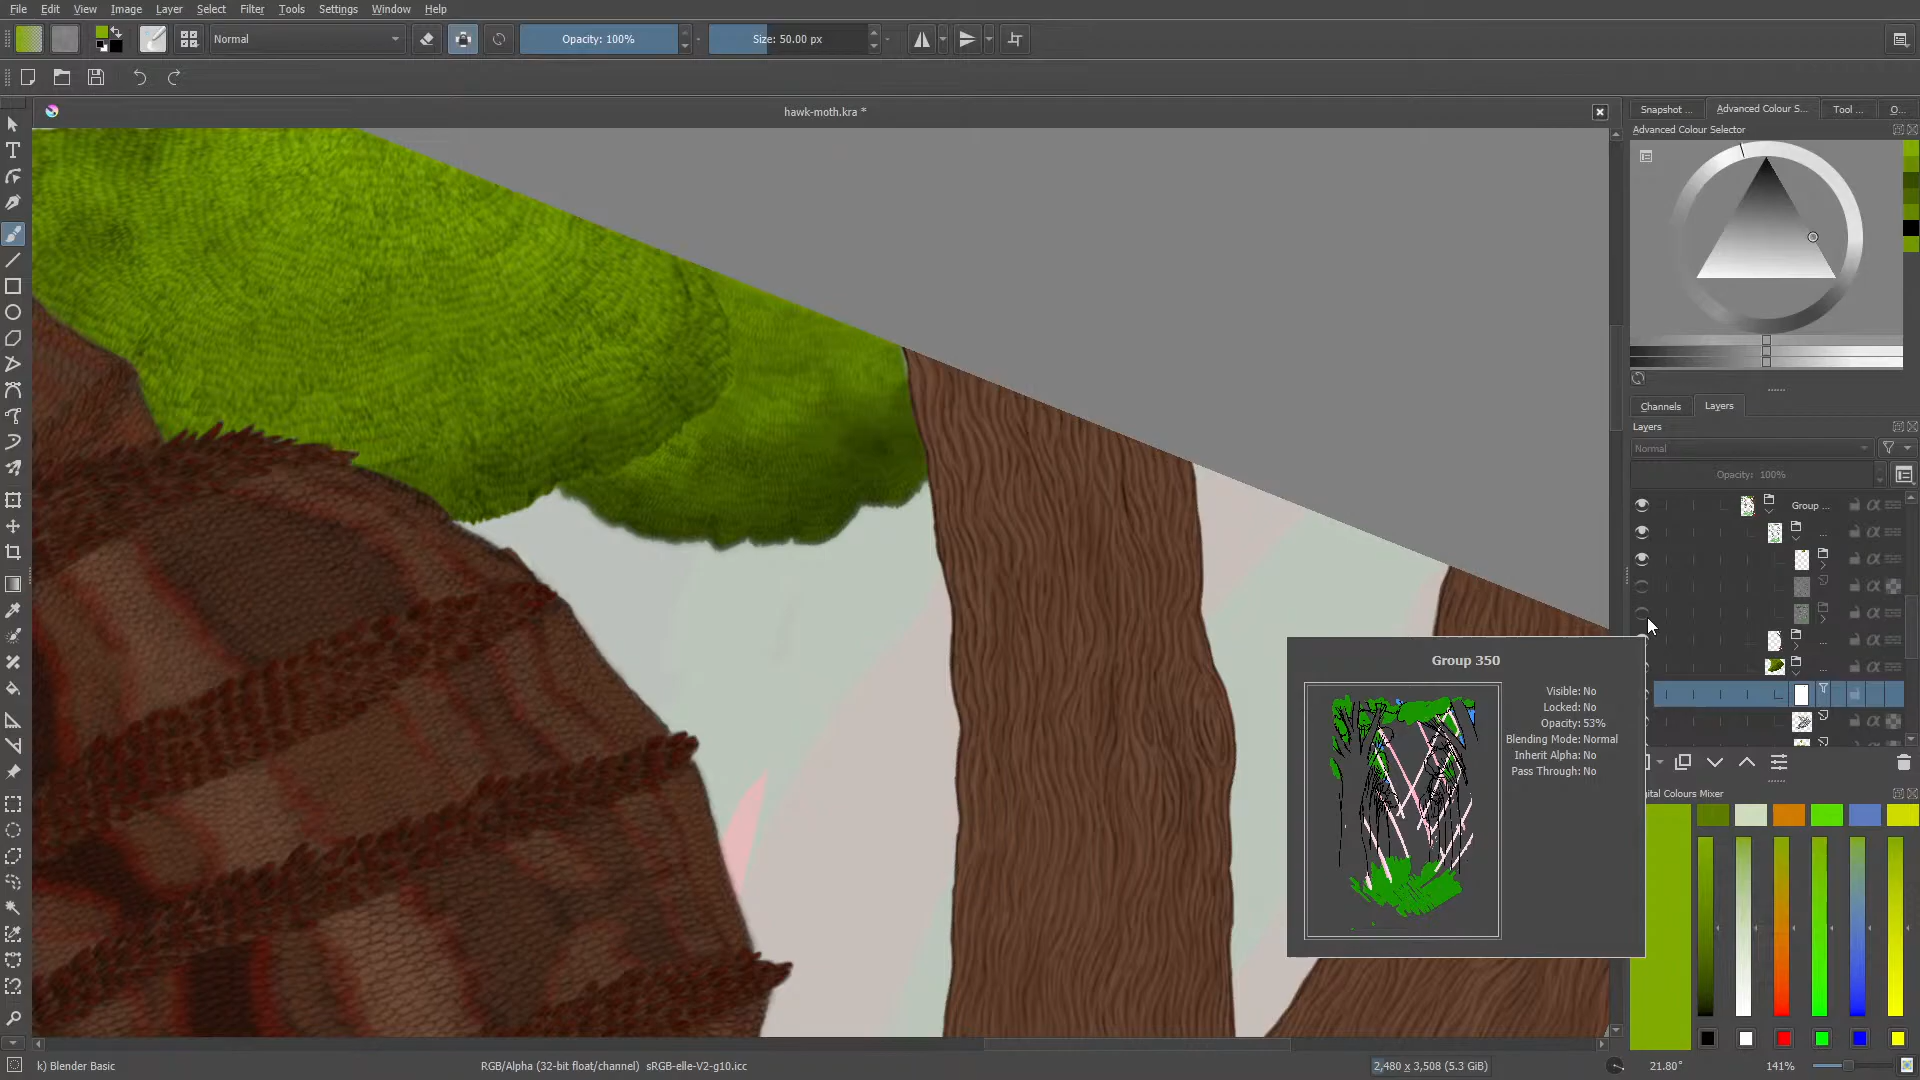 File Edit View Image Layer Select Filter Tools Settings Window Help
Normal Opacity: 100% Size: 50.00 px
hawk-moth.kra *
Snapshot ... Advanced Colour S... Tool ... O...
Advanced Colour Selector
Channels Layers
Layers
Normal
Opacity: 100%
Group ...
...
...
...
Group 350
Visible: No
Locked: No
Opacity: 53%
Blending Mode: Normal
Inherit Alpha: No
Pass Through: No
gital Colours Mixer
k) Blender Basic RGB/Alpha (32-bit float/channel) sRGB-elle-V2-g10.icc 2,480 x 3,508 (5.3 GiB) 21.80° 141%